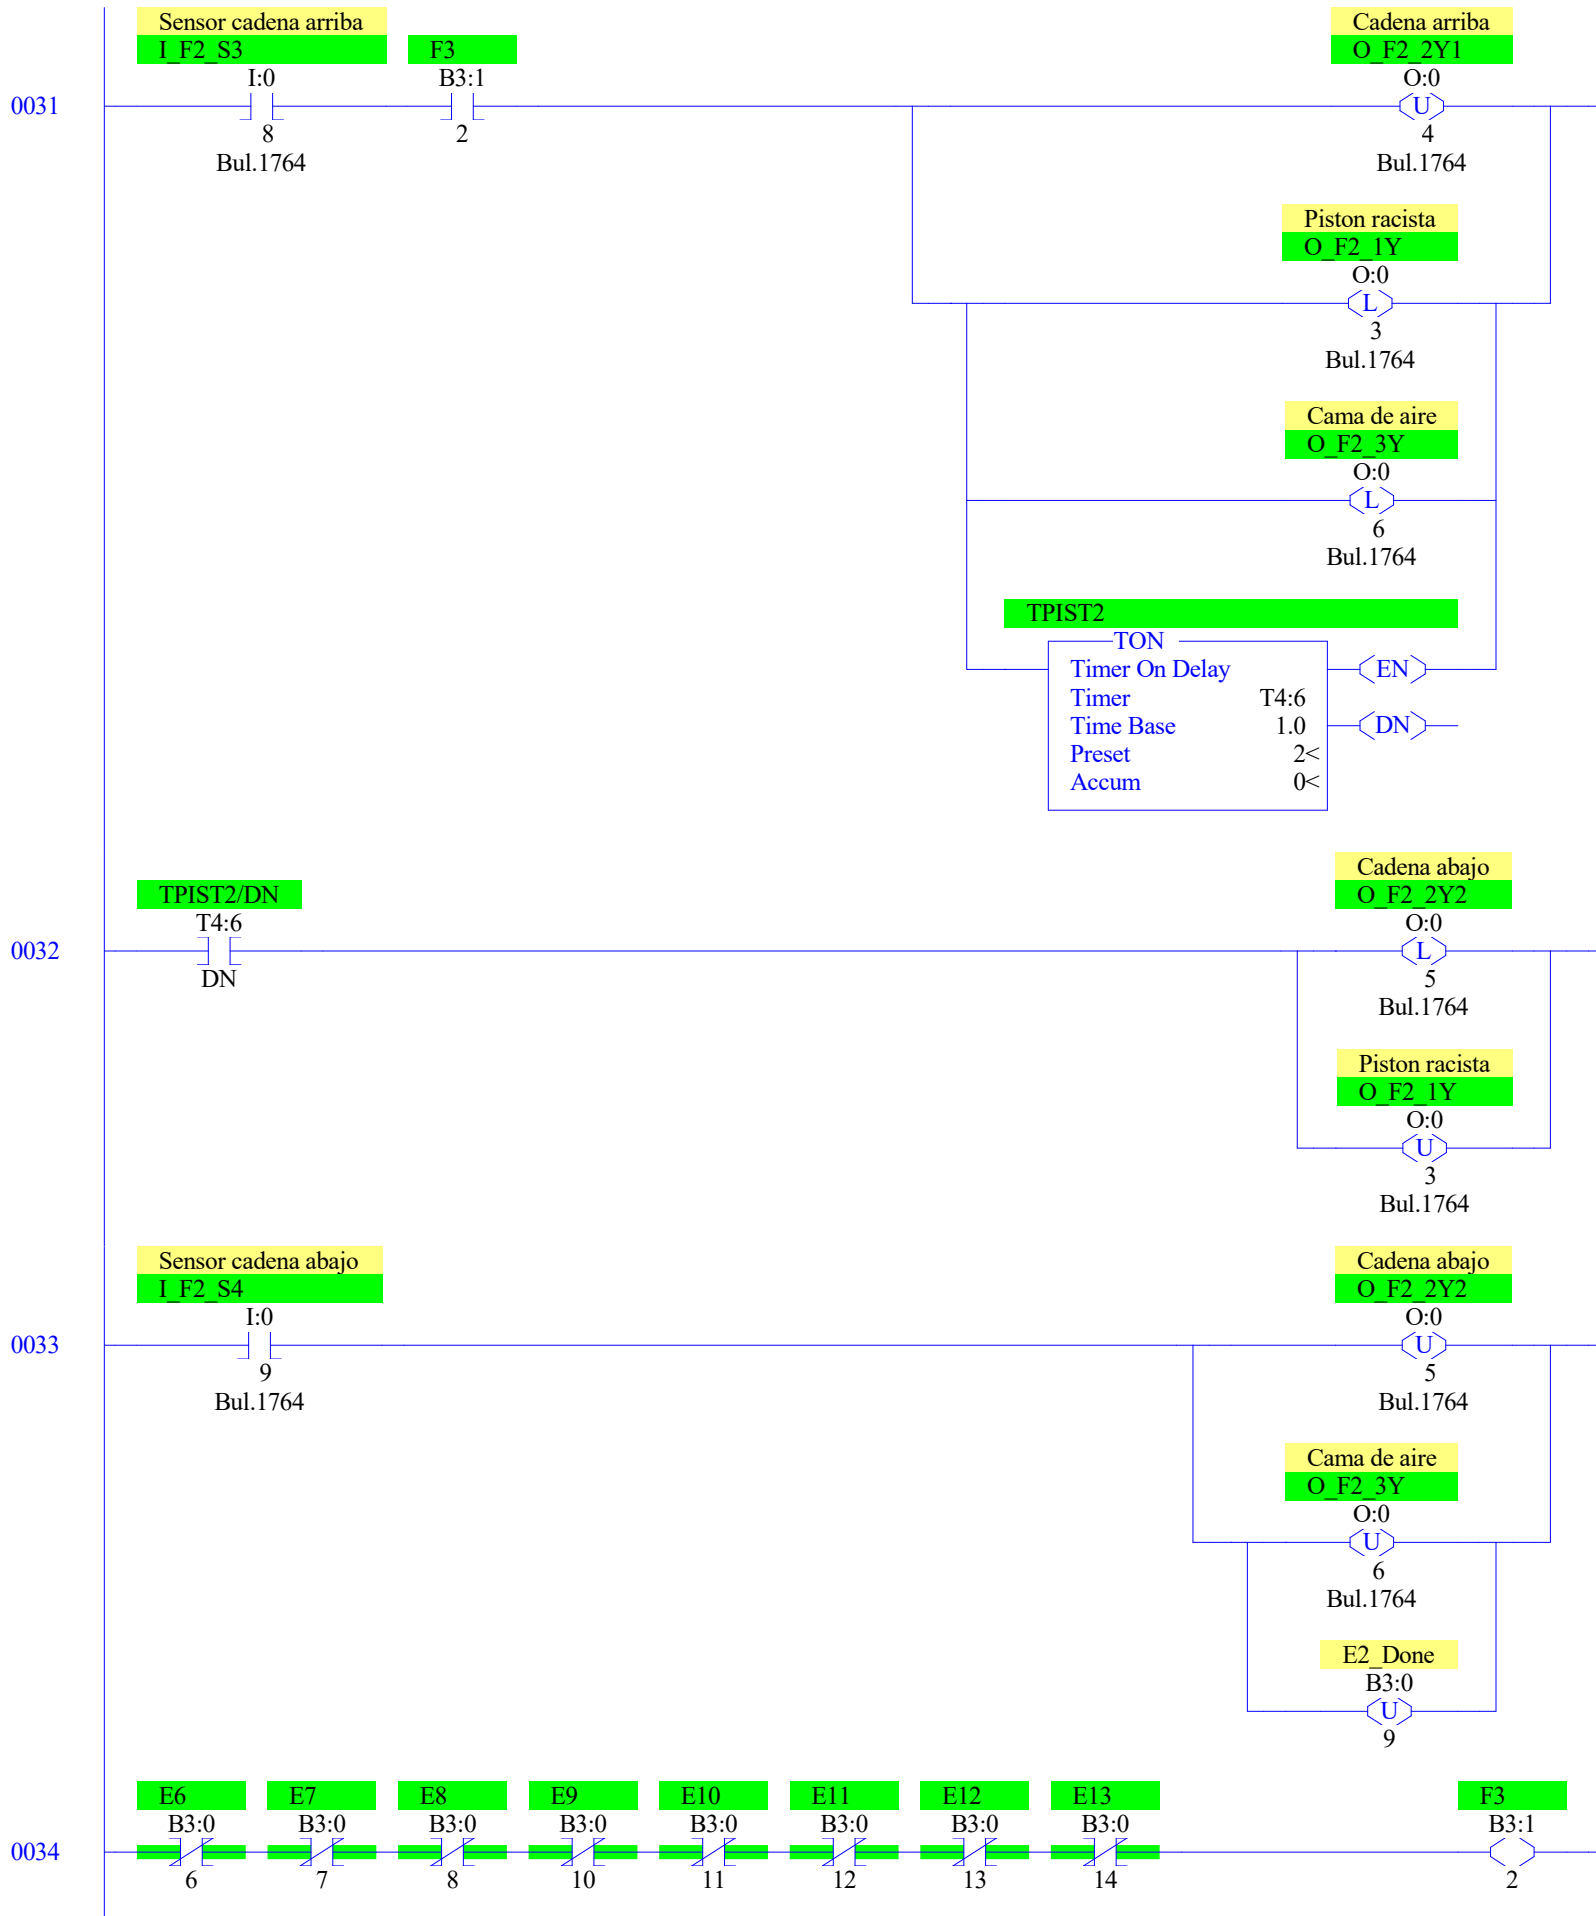 Sensor cadena arriba
I_F2_S3
I:0
8
Bul.1764
F3
B3:1
2
Cadena arriba
O_F2_2Y1
O:0
U
4
Bul.1764
0031
Piston racista
O_F2_1Y
O:0
L
3
Bul.1764
Cama de aire
O_F2_3Y
O:0
L
6
Bul.1764
TPIST2
TON
Timer On Delay
Timer T4:6
Time Base 1.0
Preset 2<
Accum 0<
EN
DN
0032
TPIST2/DN
T4:6
DN
Cadena abajo
O_F2_2Y2
O:0
L
5
Bul.1764
Piston racista
O_F2_1Y
O:0
U
3
Bul.1764
0033
Sensor cadena abajo
I_F2_S4
I:0
9
Bul.1764
Cadena abajo
O_F2_2Y2
O:0
U
5
Bul.1764
Cama de aire
O_F2_3Y
O:0
U
6
Bul.1764
E2_Done
B3:0
U
9
E6 E7 E8 E9 E10 E11 E12 E13 F3
B3:0 B3:0 B3:0 B3:0 B3:0 B3:0 B3:0 B3:0 B3:1
0034
6 7 8 10 11 12 13 14 2